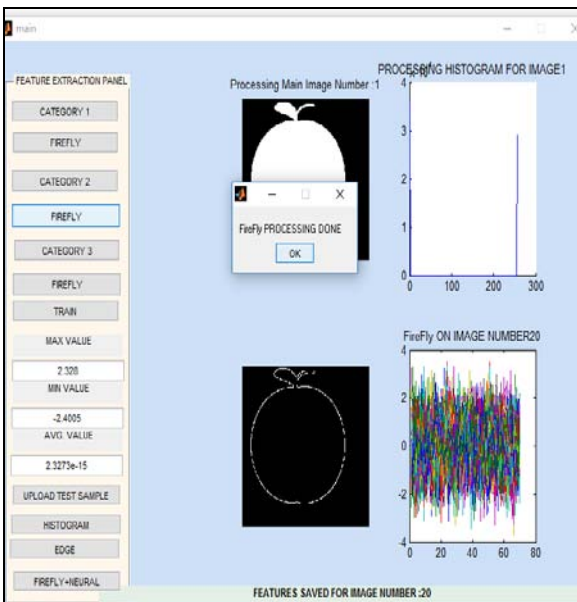 main
FEATURE EXTRACTION PANEL
CATEGORY 1
FIREFLY
CATEGORY 2
FIREFLY
CATEGORY 3
FIREFLY
TRAIN
MAX VALUE
2.328
MIN VALUE
-2.4005
AVG. VALUE
2.3273e-15
UPLOAD TEST SAMPLE
HISTOGRAM
EDGE
FIREFLY+NEURAL
Processing Main Image Number :1
FireFly PROCESSING DONE
OK
PROCESSING HISTOGRAM FOR IMAGE1
4
3
2
1
0
0 100 200 300
FireFly ON IMAGE NUMBER20
4
2
0
-2
-4
0 20 40 60 80
FEATURES SAVED FOR IMAGE NUMBER :20